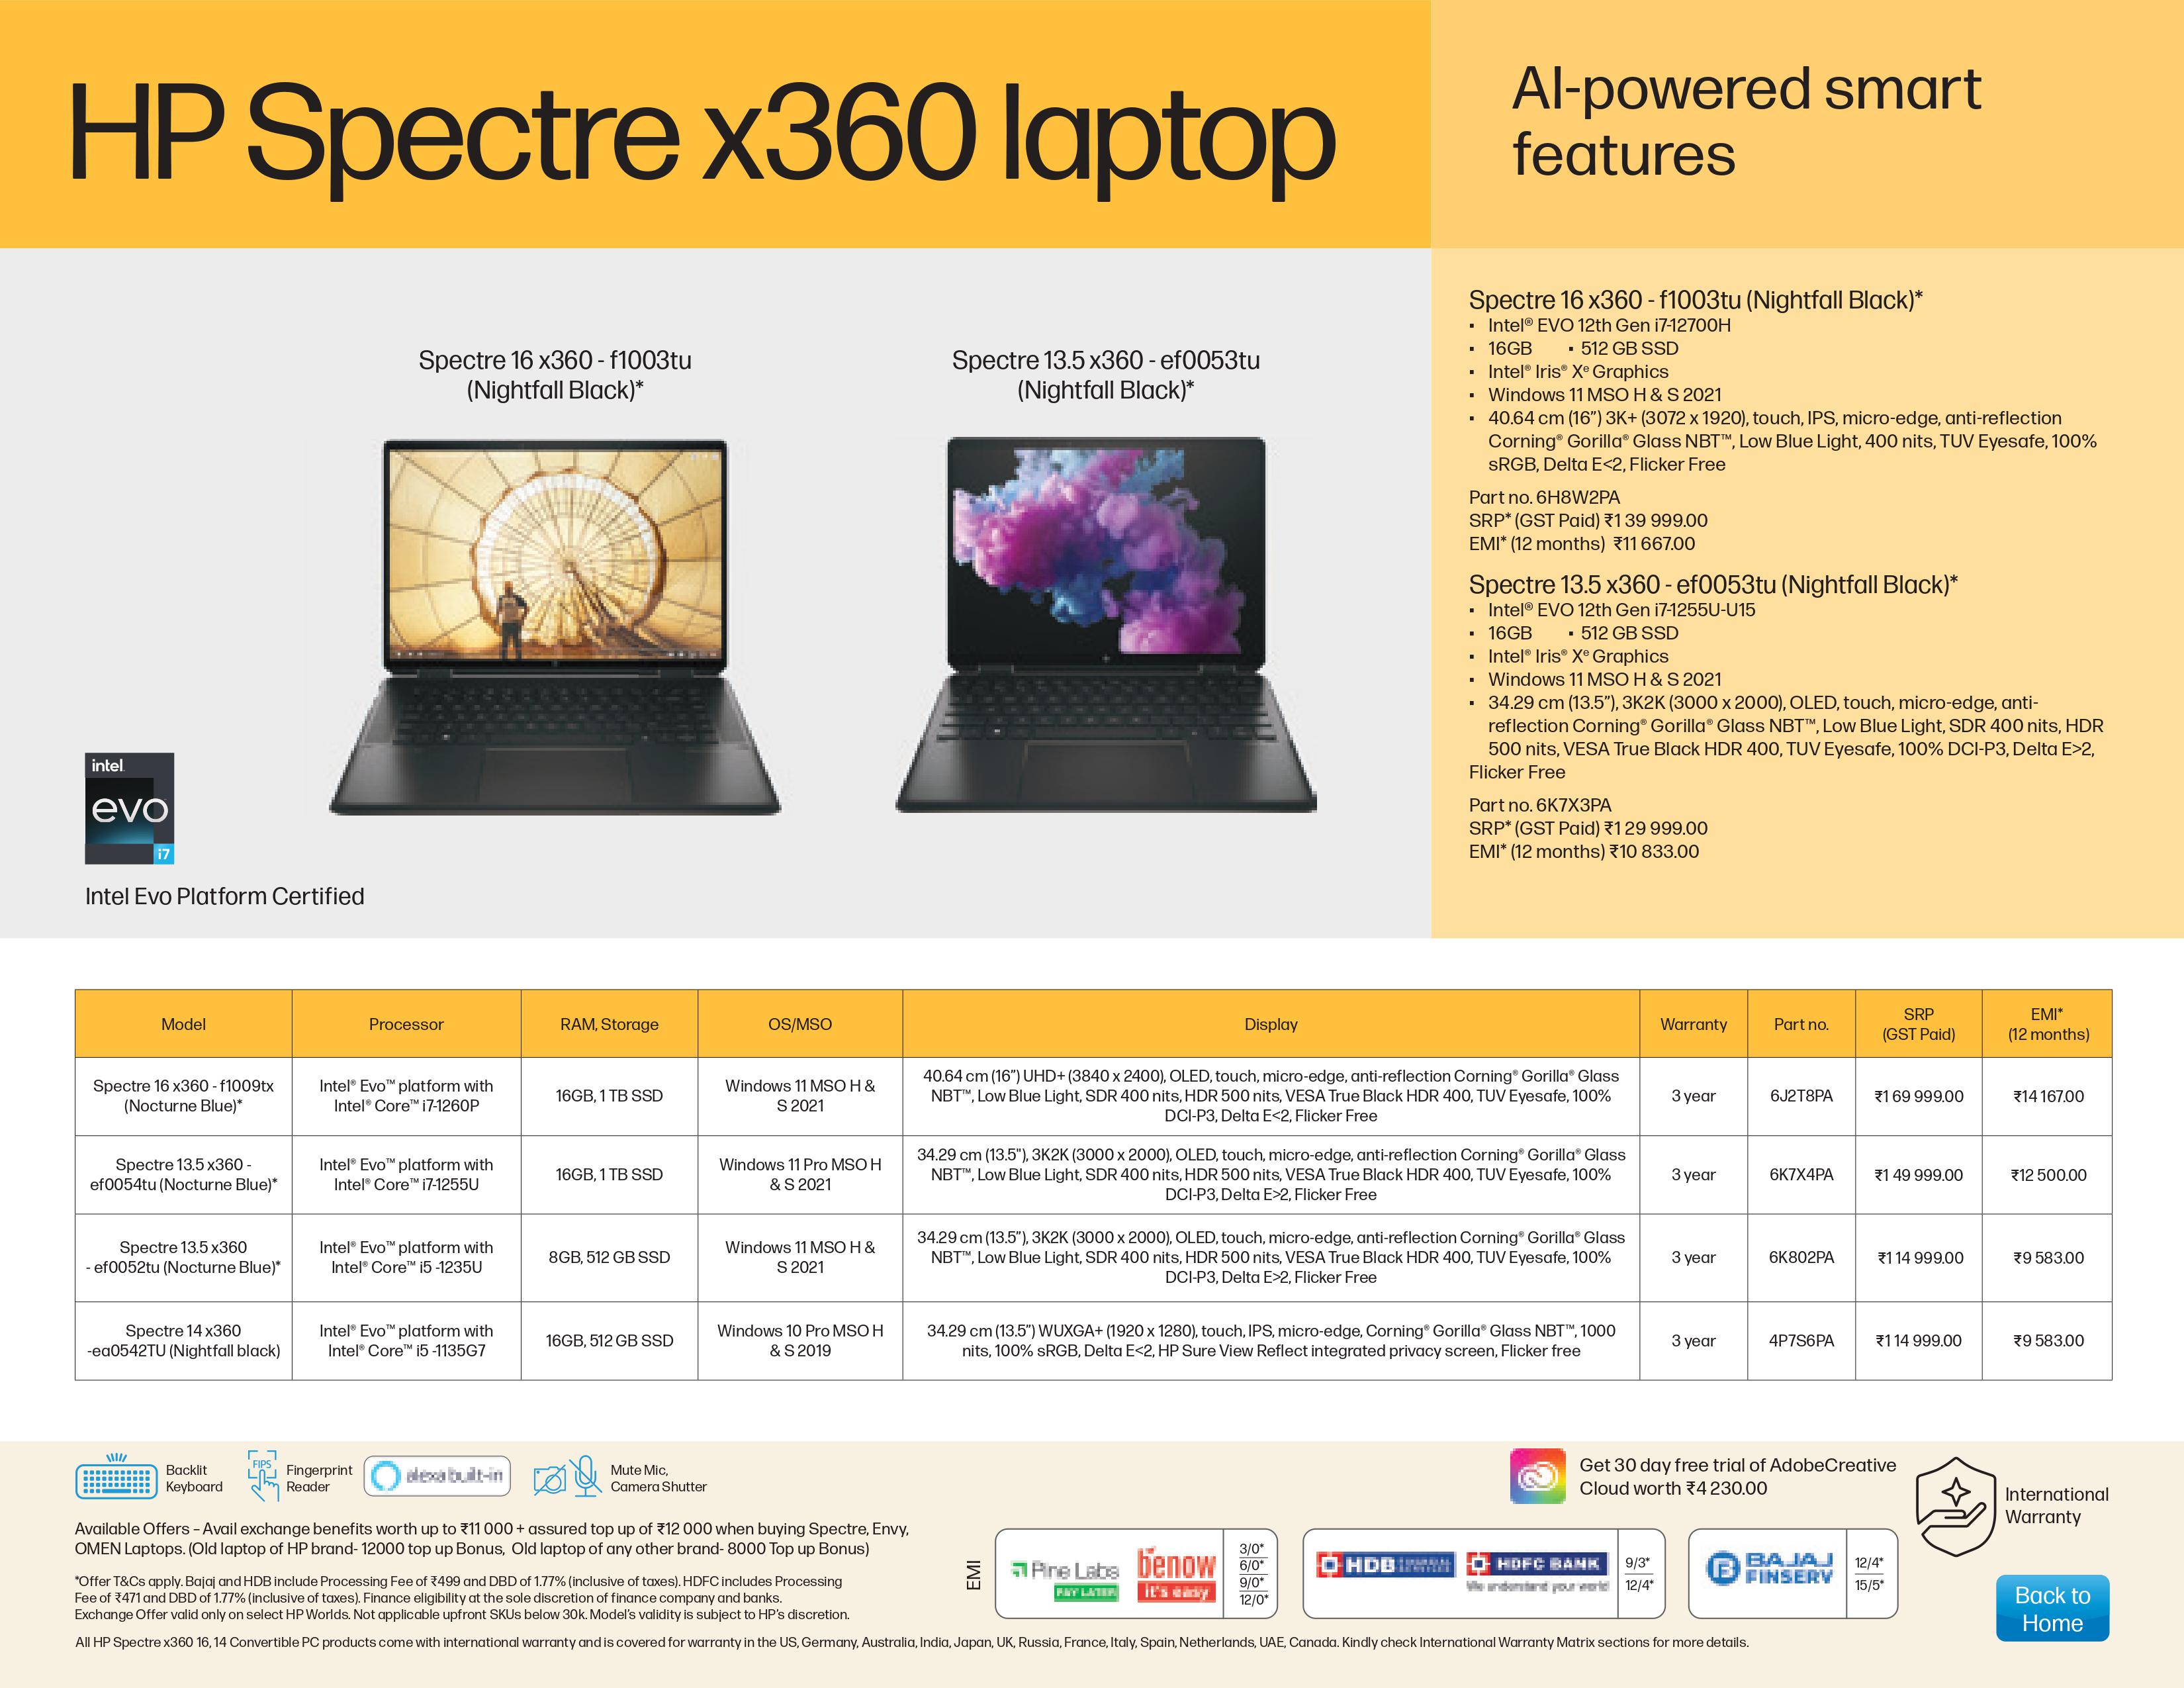 HP Spectre x360 laptop
AI-powered smart
features
Spectre 16 x360 - f1003tu
(Nightfall Black)*
Spectre 13.5 x360 - ef0053tu
(Nightfall Black)*
intel
evo
i7
Intel Evo Platform Certified
Spectre 16 x360 - f1003tu (Nightfall Black)*
▪ Intel® EVO 12th Gen i7-12700H
▪ 16GB ▪ 512 GB SSD
▪ Intel® Iris® Xᵉ Graphics
▪ Windows 11 MSO H & S 2021
▪ 40.64 cm (16”) 3K+ (3072 x 1920), touch, IPS, micro-edge, anti-reflection
Corning® Gorilla® Glass NBT™, Low Blue Light, 400 nits, TUV Eyesafe, 100%
sRGB, Delta E<2, Flicker Free
Part no. 6H8W2PA
SRP* (GST Paid) ₹1 39 999.00
EMI* (12 months) ₹11 667.00
Spectre 13.5 x360 - ef0053tu (Nightfall Black)*
▪ Intel® EVO 12th Gen i7-1255U-U15
▪ 16GB ▪ 512 GB SSD
▪ Intel® Iris® Xᵉ Graphics
▪ Windows 11 MSO H & S 2021
▪ 34.29 cm (13.5”), 3K2K (3000 x 2000), OLED, touch, micro-edge, anti-
reflection Corning® Gorilla® Glass NBT™, Low Blue Light, SDR 400 nits, HDR
500 nits, VESA True Black HDR 400, TUV Eyesafe, 100% DCI-P3, Delta E>2,
Flicker Free
Part no. 6K7X3PA
SRP* (GST Paid) ₹1 29 999.00
EMI* (12 months) ₹10 833.00
Model Processor RAM, Storage OS/MSO Display Warranty Part no. SRP (GST Paid) EMI* (12 months)
Spectre 16 x360 - f1009tx (Nocturne Blue)* Intel® Evo™ platform with Intel® Core™ i7-1260P 16GB, 1 TB SSD Windows 11 MSO H & S 2021 40.64 cm (16”) UHD+ (3840 x 2400), OLED, touch, micro-edge, anti-reflection Corning® Gorilla® Glass NBT™, Low Blue Light, SDR 400 nits, HDR 500 nits, VESA True Black HDR 400, TUV Eyesafe, 100% DCI-P3, Delta E<2, Flicker Free 3 year 6J2T8PA ₹1 69 999.00 ₹14 167.00
Spectre 13.5 x360 - ef0054tu (Nocturne Blue)* Intel® Evo™ platform with Intel® Core™ i7-1255U 16GB, 1 TB SSD Windows 11 Pro MSO H & S 2021 34.29 cm (13.5”), 3K2K (3000 x 2000), OLED, touch, micro-edge, anti-reflection Corning® Gorilla® Glass NBT™, Low Blue Light, SDR 400 nits, HDR 500 nits, VESA True Black HDR 400, TUV Eyesafe, 100% DCI-P3, Delta E>2, Flicker Free 3 year 6K7X4PA ₹1 49 999.00 ₹12 500.00
Spectre 13.5 x360 - ef0052tu (Nocturne Blue)* Intel® Evo™ platform with Intel® Core™ i5 -1235U 8GB, 512 GB SSD Windows 11 MSO H & S 2021 34.29 cm (13.5”), 3K2K (3000 x 2000), OLED, touch, micro-edge, anti-reflection Corning® Gorilla® Glass NBT™, Low Blue Light, SDR 400 nits, HDR 500 nits, VESA True Black HDR 400, TUV Eyesafe, 100% DCI-P3, Delta E>2, Flicker Free 3 year 6K802PA ₹1 14 999.00 ₹9 583.00
Spectre 14 x360 -ea0542TU (Nightfall black) Intel® Evo™ platform with Intel® Core™ i5 -1135G7 16GB, 512 GB SSD Windows 10 Pro MSO H & S 2019 34.29 cm (13.5”) WUXGA+ (1920 x 1280), touch, IPS, micro-edge, Corning® Gorilla® Glass NBT™, 1000 nits, 100% sRGB, Delta E<2, HP Sure View Reflect integrated privacy screen, Flicker free 3 year 4P7S6PA ₹1 14 999.00 ₹9 583.00
Backlit
Keyboard
FIPS
Fingerprint
Reader
alexa built-in
Mute Mic,
Camera Shutter
Get 30 day free trial of AdobeCreative
Cloud worth ₹4 230.00
International
Warranty
Available Offers – Avail exchange benefits worth up to ₹11 000 + assured top up of ₹12 000 when buying Spectre, Envy,
OMEN Laptops. (Old laptop of HP brand- 12000 top up Bonus, Old laptop of any other brand- 8000 Top up Bonus)
*Offer T&Cs apply. Bajaj and HDB include Processing Fee of ₹499 and DBD of 1.77% (inclusive of taxes). HDFC includes Processing
Fee of ₹471 and DBD of 1.77% (inclusive of taxes). Finance eligibility at the sole discretion of finance company and banks.
Exchange Offer valid only on select HP Worlds. Not applicable upfront SKUs below 30k. Model’s validity is subject to HP’s discretion.
EMI
Pine Labs
PAY LATER
benow
it's easy
3/0*
6/0*
9/0*
12/0*
HDB FINANCIAL SERVICES
HDFC BANK
We understand your world
9/3*
12/4*
BAJAJ
FINSERV
12/4*
15/5*
Back to
Home
All HP Spectre x360 16, 14 Convertible PC products come with international warranty and is covered for warranty in the US, Germany, Australia, India, Japan, UK, Russia, France, Italy, Spain, Netherlands, UAE, Canada. Kindly check International Warranty Matrix sections for more details.